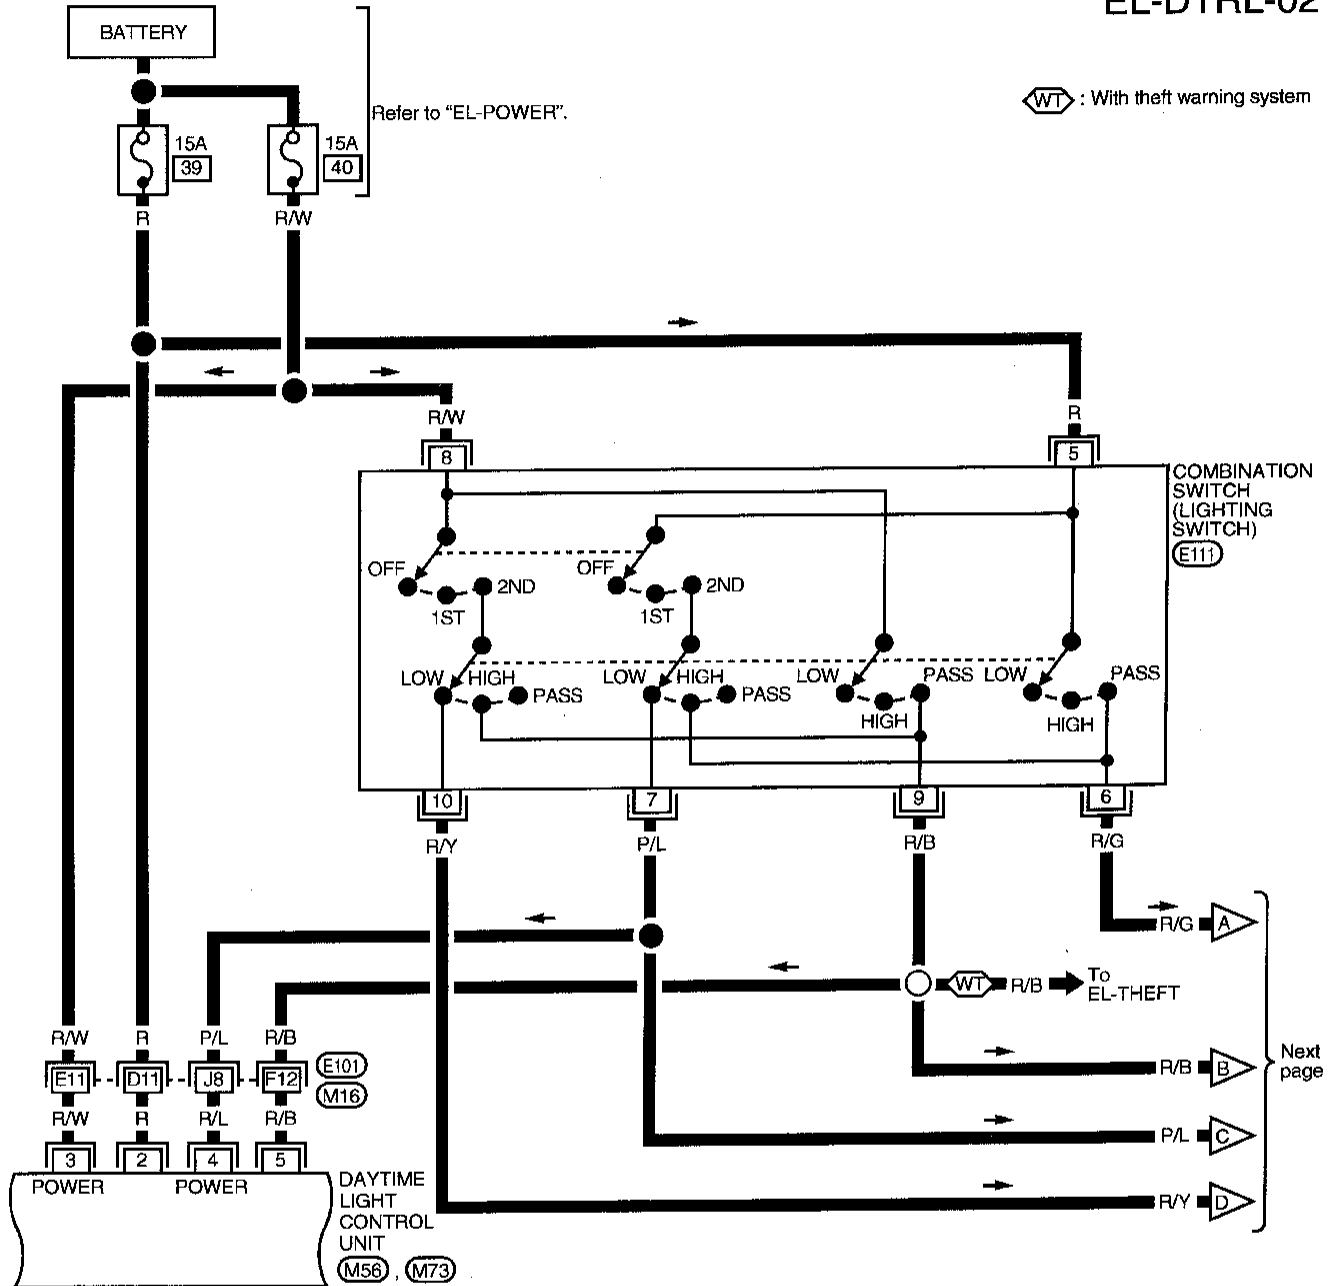 EL-DTRL-02
BATTERY
Refer to “EL-POWER”.
WT : With theft warning system
15A
39
15A
40
R
R/W
R/W
R
8
5
COMBINATION
SWITCH
(LIGHTING
SWITCH)
E111
OFF
1ST
2ND
OFF
1ST
2ND
LOW
HIGH
PASS
LOW
HIGH
PASS
LOW
HIGH
PASS
LOW
HIGH
PASS
10
7
9
6
R/Y
P/L
R/B
R/G
R/G
A
WT
R/B
To
EL-THEFT
R/B
B
Next
page
P/L
C
R/Y
D
R/W
R
P/L
R/B
E11
D11
J8
F12
E101
M16
R/W
R
R/L
R/B
3
2
4
5
POWER
POWER
DAYTIME
LIGHT
CONTROL
UNIT
M56 , M73